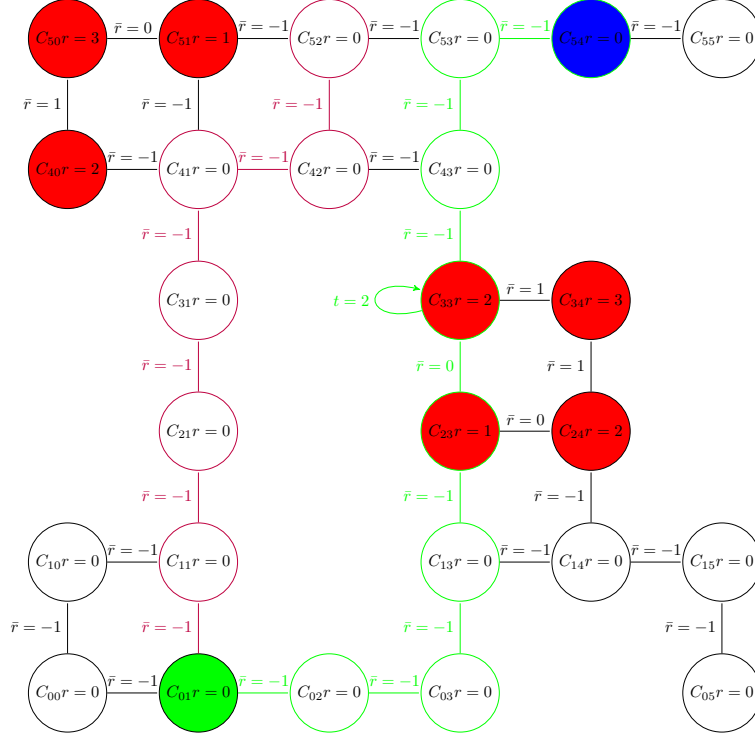 C₅₀r = 3 r̄ = 0 C₅₁r = 1 r̄ = −1 C₅₂r = 0 r̄ = −1 C₅₃r = 0 r̄ = −1 C₅₄r = 0 r̄ = −1 C₅₅r = 0
r̄ = 1 r̄ = −1 r̄ = −1 r̄ = −1
C₄₀r = 2 r̄ = −1 C₄₁r = 0 r̄ = −1 C₄₂r = 0 r̄ = −1 C₄₃r = 0
r̄ = −1 r̄ = −1
C₃₁r = 0 t = 2 C₃₃r = 2 r̄ = 1 C₃₄r = 3
r̄ = −1 r̄ = 0 r̄ = 1
C₂₁r = 0 C₂₃r = 1 r̄ = 0 C₂₄r = 2
r̄ = −1 r̄ = −1 r̄ = −1
C₁₀r = 0 r̄ = −1 C₁₁r = 0 C₁₃r = 0 r̄ = −1 C₁₄r = 0 r̄ = −1 C₁₅r = 0
r̄ = −1 r̄ = −1 r̄ = −1 r̄ = −1
C₀₀r = 0 r̄ = −1 C₀₁r = 0 r̄ = −1 C₀₂r = 0 r̄ = −1 C₀₃r = 0 C₀₅r = 0